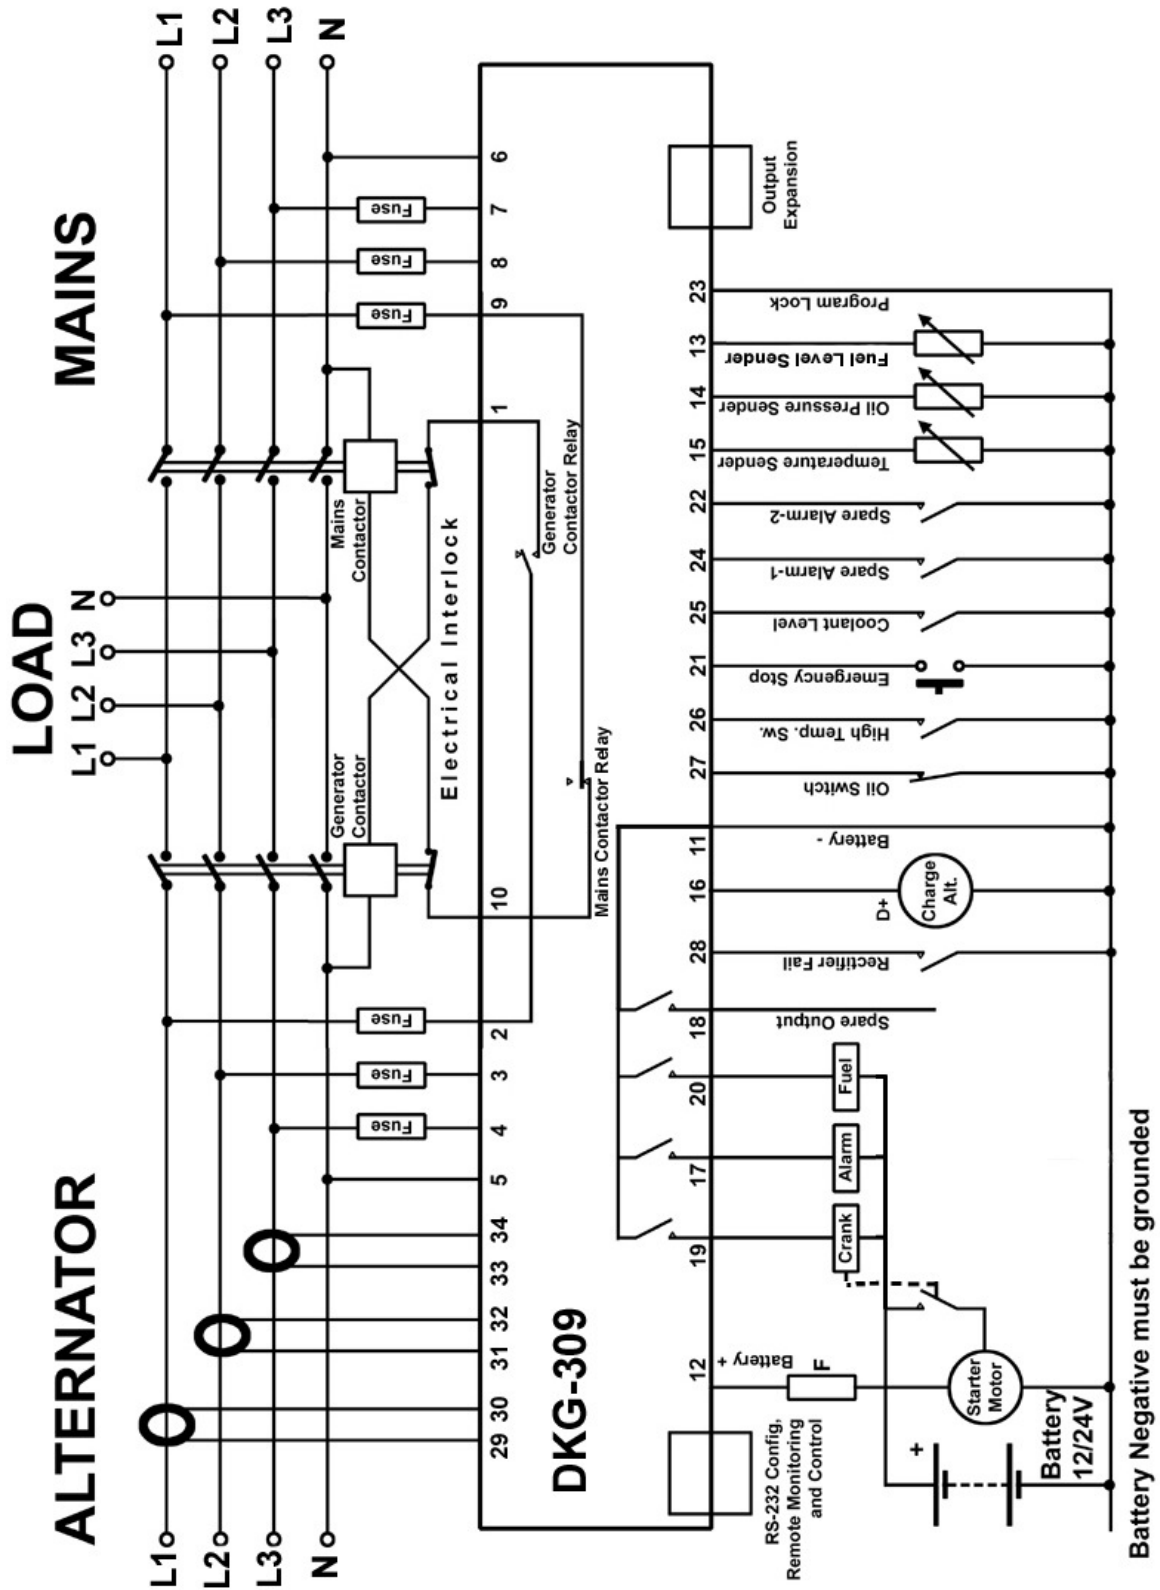 ALTERNATOR
LOAD
MAINS
L1 L2 L3 N
L1
L2
L3
N
L1
L2
L3
N
Generator
Contactor
Mains
Contactor
Electrical Interlock
Fuse
Fuse
Fuse
Fuse
Fuse
Fuse
29 30 31 32 33 34 5 4 3 2 10 1 9 8 7 6
DKG-309
Generator
Contactor Relay
Mains Contactor Relay
12 19 17 20 18 28 16 11 27 26 21 25 24 22 15 14 13 23
RS-232 Config,
Remote Monitoring
and Control
Battery +
F
Crank
Alarm
Fuel
Spare Output
Rectifier Fail
D+
Charge
Alt.
Battery -
Oil Switch
High Temp. Sw.
Emergency Stop
Coolant Level
Spare Alarm-1
Spare Alarm-2
Temperature Sender
Oil Pressure Sender
Fuel Level Sender
Program Lock
Output
Expansion
Starter
Motor
+
Battery
12/24V
Battery Negative must be grounded